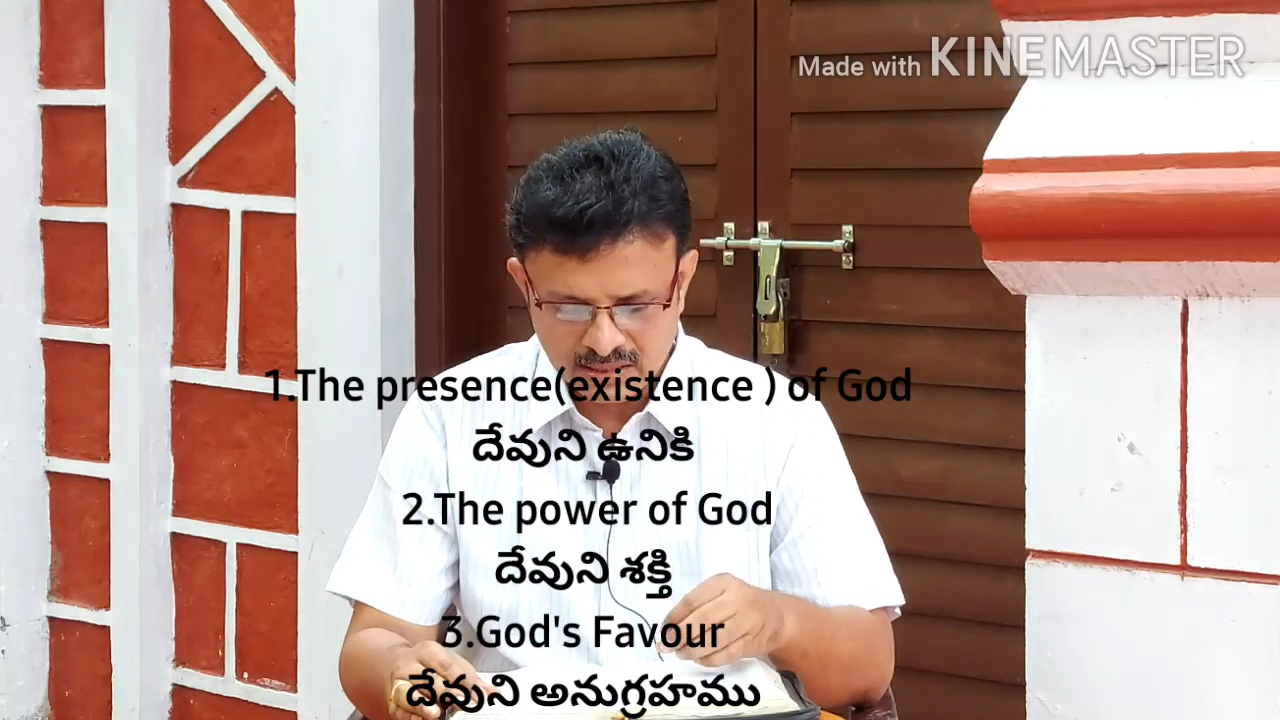 Made with KINEMASTER
1.The presence(existence ) of God
దేవుని ఉనికి
2.The power of God
దేవుని శక్తి
3.God's Favour
దేవుని అనుగ్రహము